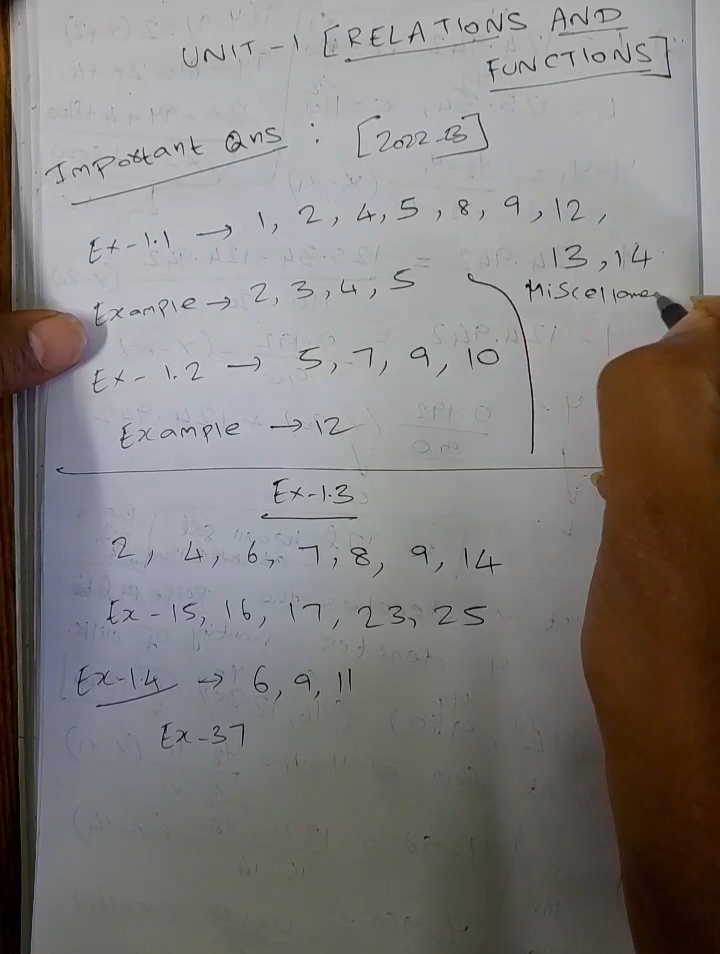 UNIT-1 [RELATIONS AND
FUNCTIONS]
Important Qns : [2022-23]
Ex-1.1 → 1, 2, 4, 5, 8, 9, 12,
13, 14
Example → 2, 3, 4, 5
Miscellane
Ex-1.2 → 5, 7, 9, 10
Example → 12
Ex-1.3
2, 4, 6, 7, 8, 9, 14
Ex-15, 16, 17, 23, 25
Ex-1.4 → 6, 9, 11
Ex-37